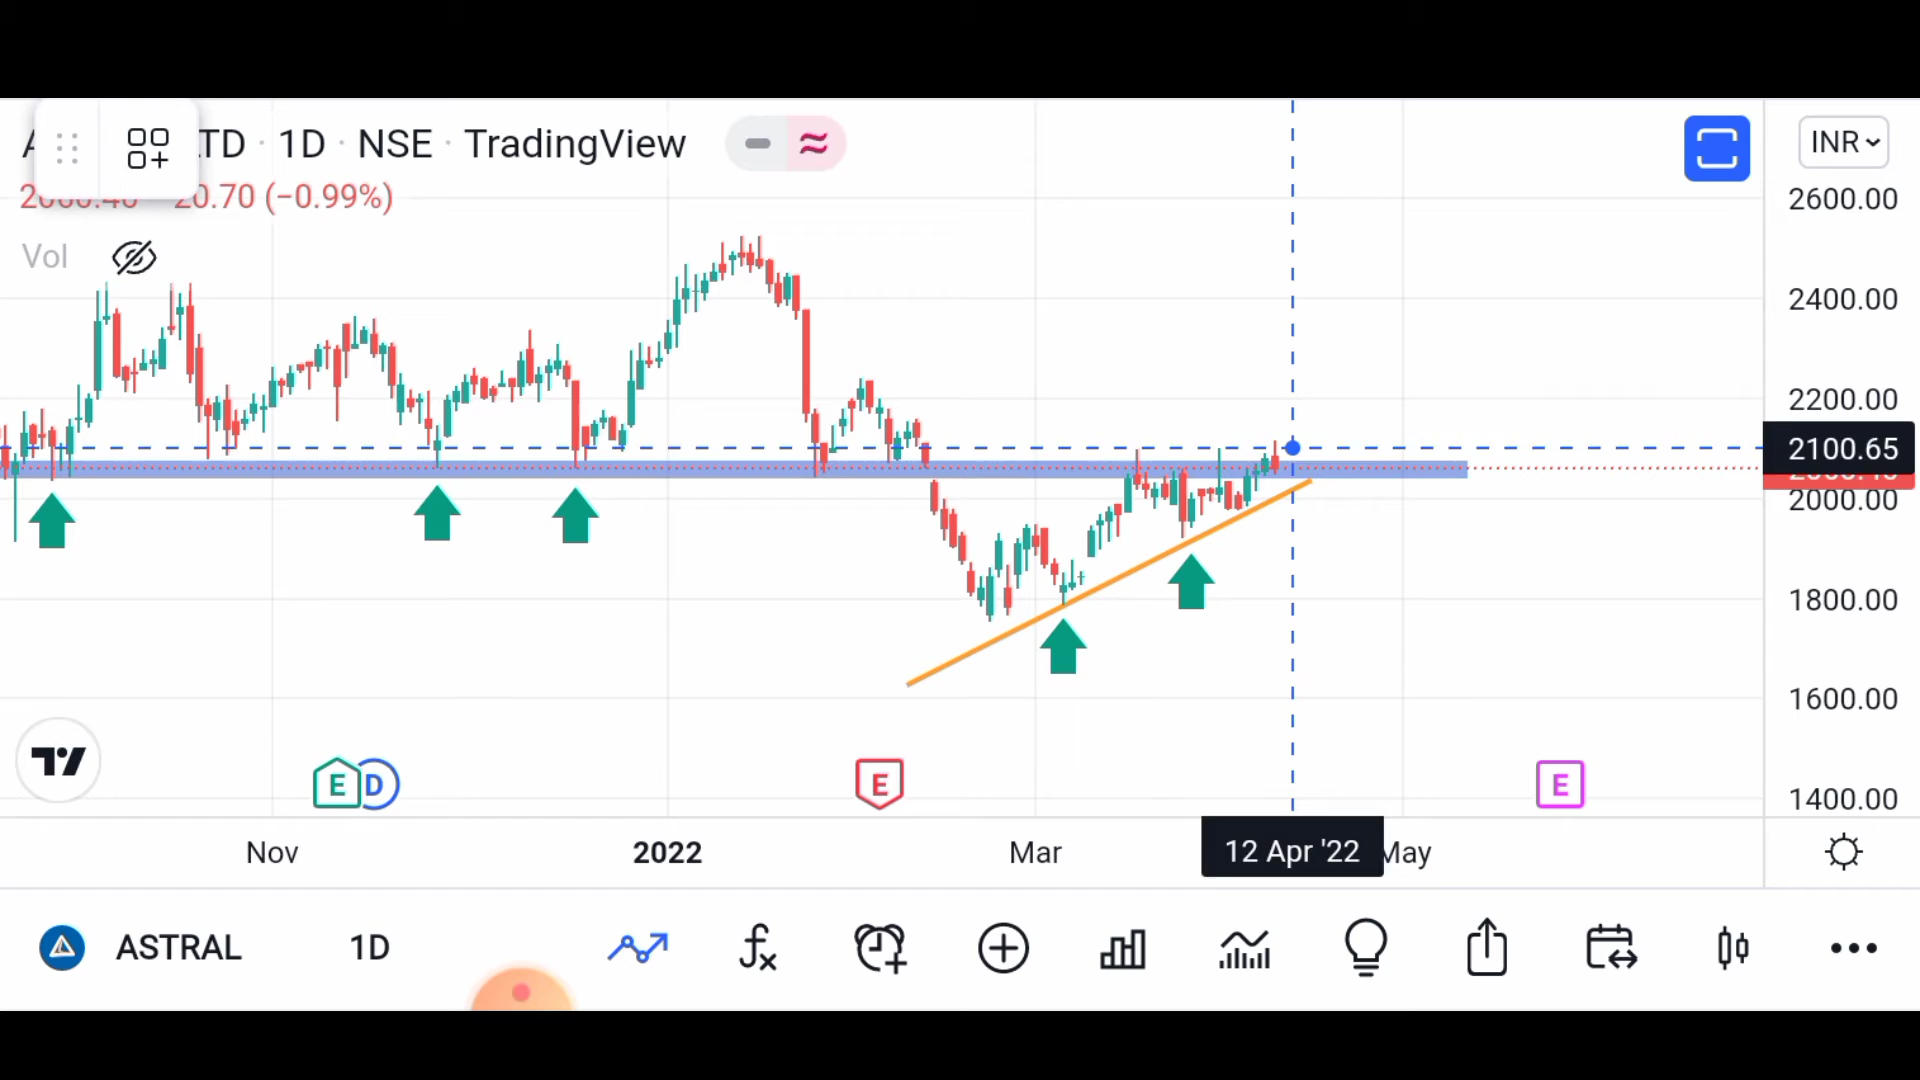 TD · 1D · NSE · TradingView
20.70 (−0.99%)
INR
Vol
2600.00
2400.00
2200.00
2100.65
2000.00
1800.00
1600.00
1400.00
E D E E
Nov 2022 Mar 12 Apr '22 May
ASTRAL 1D